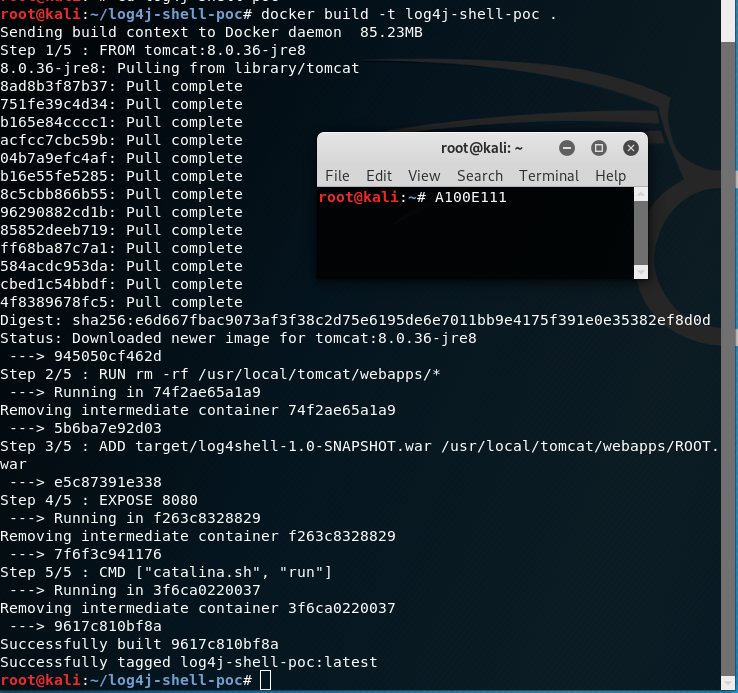 root@kali:~/log4j-shell-poc# docker build -t log4j-shell-poc .
Sending build context to Docker daemon  85.23MB
Step 1/5 : FROM tomcat:8.0.36-jre8
8.0.36-jre8: Pulling from library/tomcat
8ad8b3f87b37: Pull complete
751fe39c4d34: Pull complete
b165e84cccc1: Pull complete
acfcc7cbc59b: Pull complete
04b7a9efc4af: Pull complete
b16e55fe5285: Pull complete
8c5cbb866b55: Pull complete
96290882cd1b: Pull complete
85852deeb719: Pull complete
ff68ba87c7a1: Pull complete
584acdc953da: Pull complete
cbed1c54bbdf: Pull complete
4f8389678fc5: Pull complete
Digest: sha256:e6d667fbac9073af3f38c2d75e6195de6e7011bb9e4175f391e0e35382ef8d0d
Status: Downloaded newer image for tomcat:8.0.36-jre8
 ---> 945050cf462d
Step 2/5 : RUN rm -rf /usr/local/tomcat/webapps/*
 ---> Running in 74f2ae65a1a9
Removing intermediate container 74f2ae65a1a9
 ---> 5b6ba7e92d03
Step 3/5 : ADD target/log4shell-1.0-SNAPSHOT.war /usr/local/tomcat/webapps/ROOT.
war
 ---> e5c87391e338
Step 4/5 : EXPOSE 8080
 ---> Running in f263c8328829
Removing intermediate container f263c8328829
 ---> 7f6f3c941176
Step 5/5 : CMD ["catalina.sh", "run"]
 ---> Running in 3f6ca0220037
Removing intermediate container 3f6ca0220037
 ---> 9617c810bf8a
Successfully built 9617c810bf8a
Successfully tagged log4j-shell-poc:latest
root@kali:~/log4j-shell-poc#
root@kali: ~
File Edit View Search Terminal Help
root@kali:~# A100E111